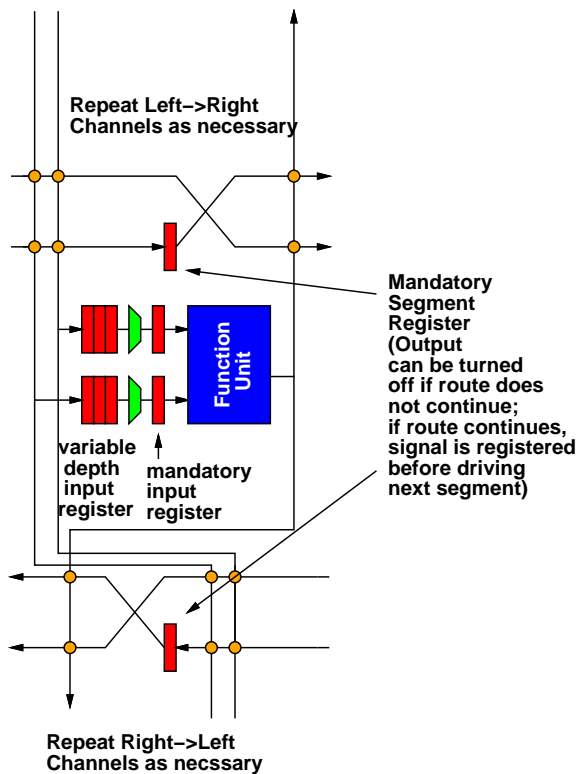 Repeat Left−>Right
Channels as necessary
Mandatory
Segment
Register
(Output
can be turned
off if route does
not continue;
if route continues,
signal is registered
before driving
next segment)
Function
Unit
variable
depth
input
register
mandatory
input
register
Repeat Right−>Left
Channels as necssary